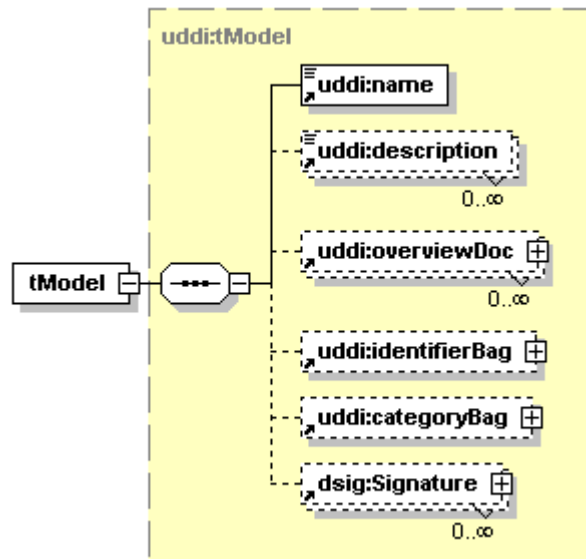 uddi:tModel
uddi:name
uddi:description
0..∞
uddi:overviewDoc
0..∞
tModel
uddi:identifierBag
uddi:categoryBag
dsig:Signature
0..∞